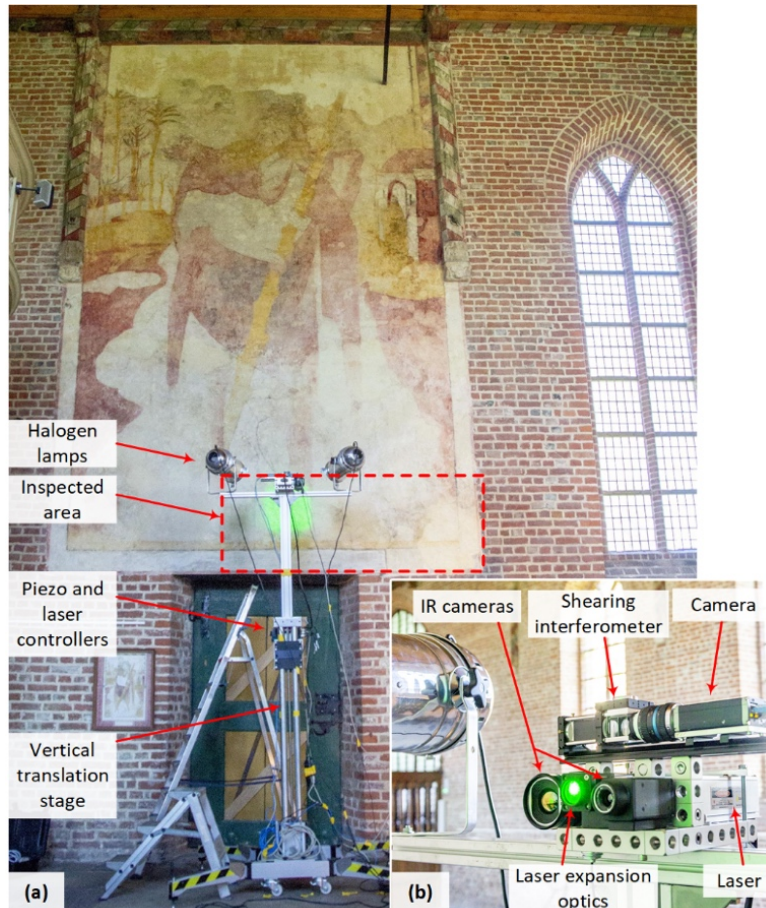 Halogen
lamps
Inspected
area
Piezo and
laser
controllers
Vertical
translation
stage
(a)
IR cameras
Shearing
interferometer
Camera
Laser expansion
optics
Laser
(b)